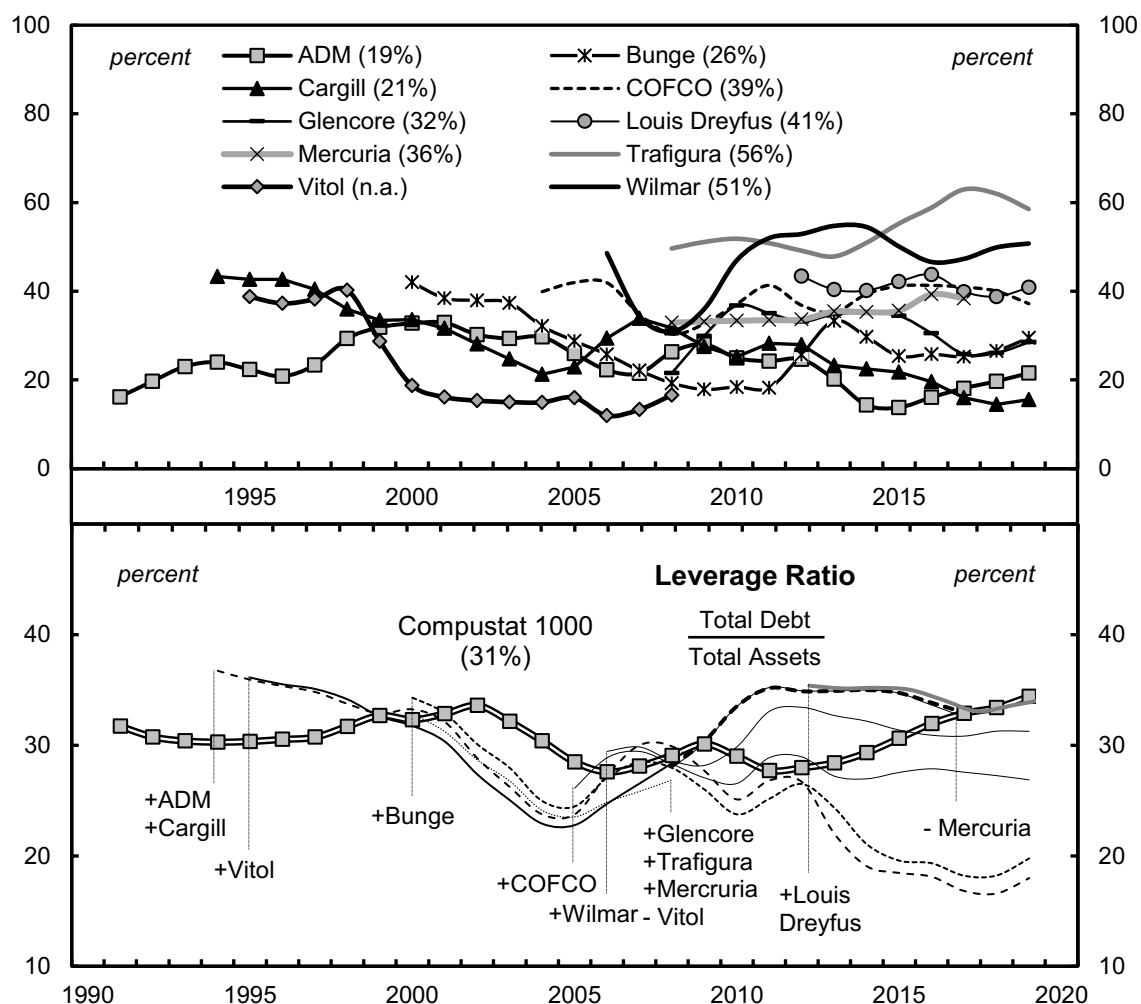 100 100
percent percent
ADM (19%) Bunge (26%)
Cargill (21%) COFCO (39%)
Glencore (32%) Louis Dreyfus (41%)
Mercuria (36%) Trafigura (56%)
Vitol (n.a.) Wilmar (51%)
80 80
60 60
40 40
20 20
0 0
1995 2000 2005 2010 2015
percent Leverage Ratio percent
Compustat 1000
(31%)
Total Debt
Total Assets
40 40
30 30
20 20
10 10
+ADM
+Cargill
+Vitol
+Bunge
+COFCO
+Wilmar
+Glencore
+Trafigura
+Mercruria
- Vitol
+Louis
Dreyfus
- Mercuria
1990 1995 2000 2005 2010 2015 2020